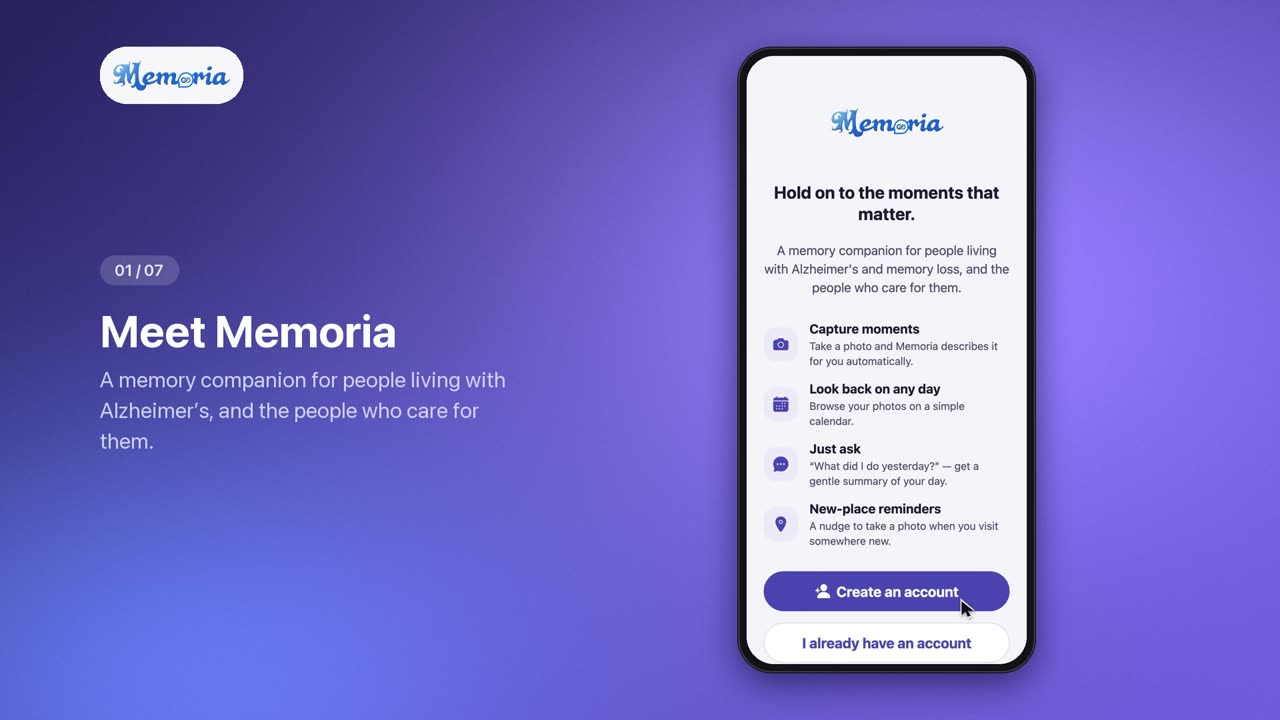 Memoria
01 / 07
Meet Memoria
A memory companion for people living with
Alzheimer’s, and the people who care for
them.
Memoria
Hold on to the moments that
matter.
A memory companion for people living
with Alzheimer's and memory loss, and the
people who care for them.
Capture moments
Take a photo and Memoria describes it
for you automatically.
Look back on any day
Browse your photos on a simple
calendar.
Just ask
“What did I do yesterday?” — get a
gentle summary of your day.
New-place reminders
A nudge to take a photo when you visit
somewhere new.
Create an account
I already have an account